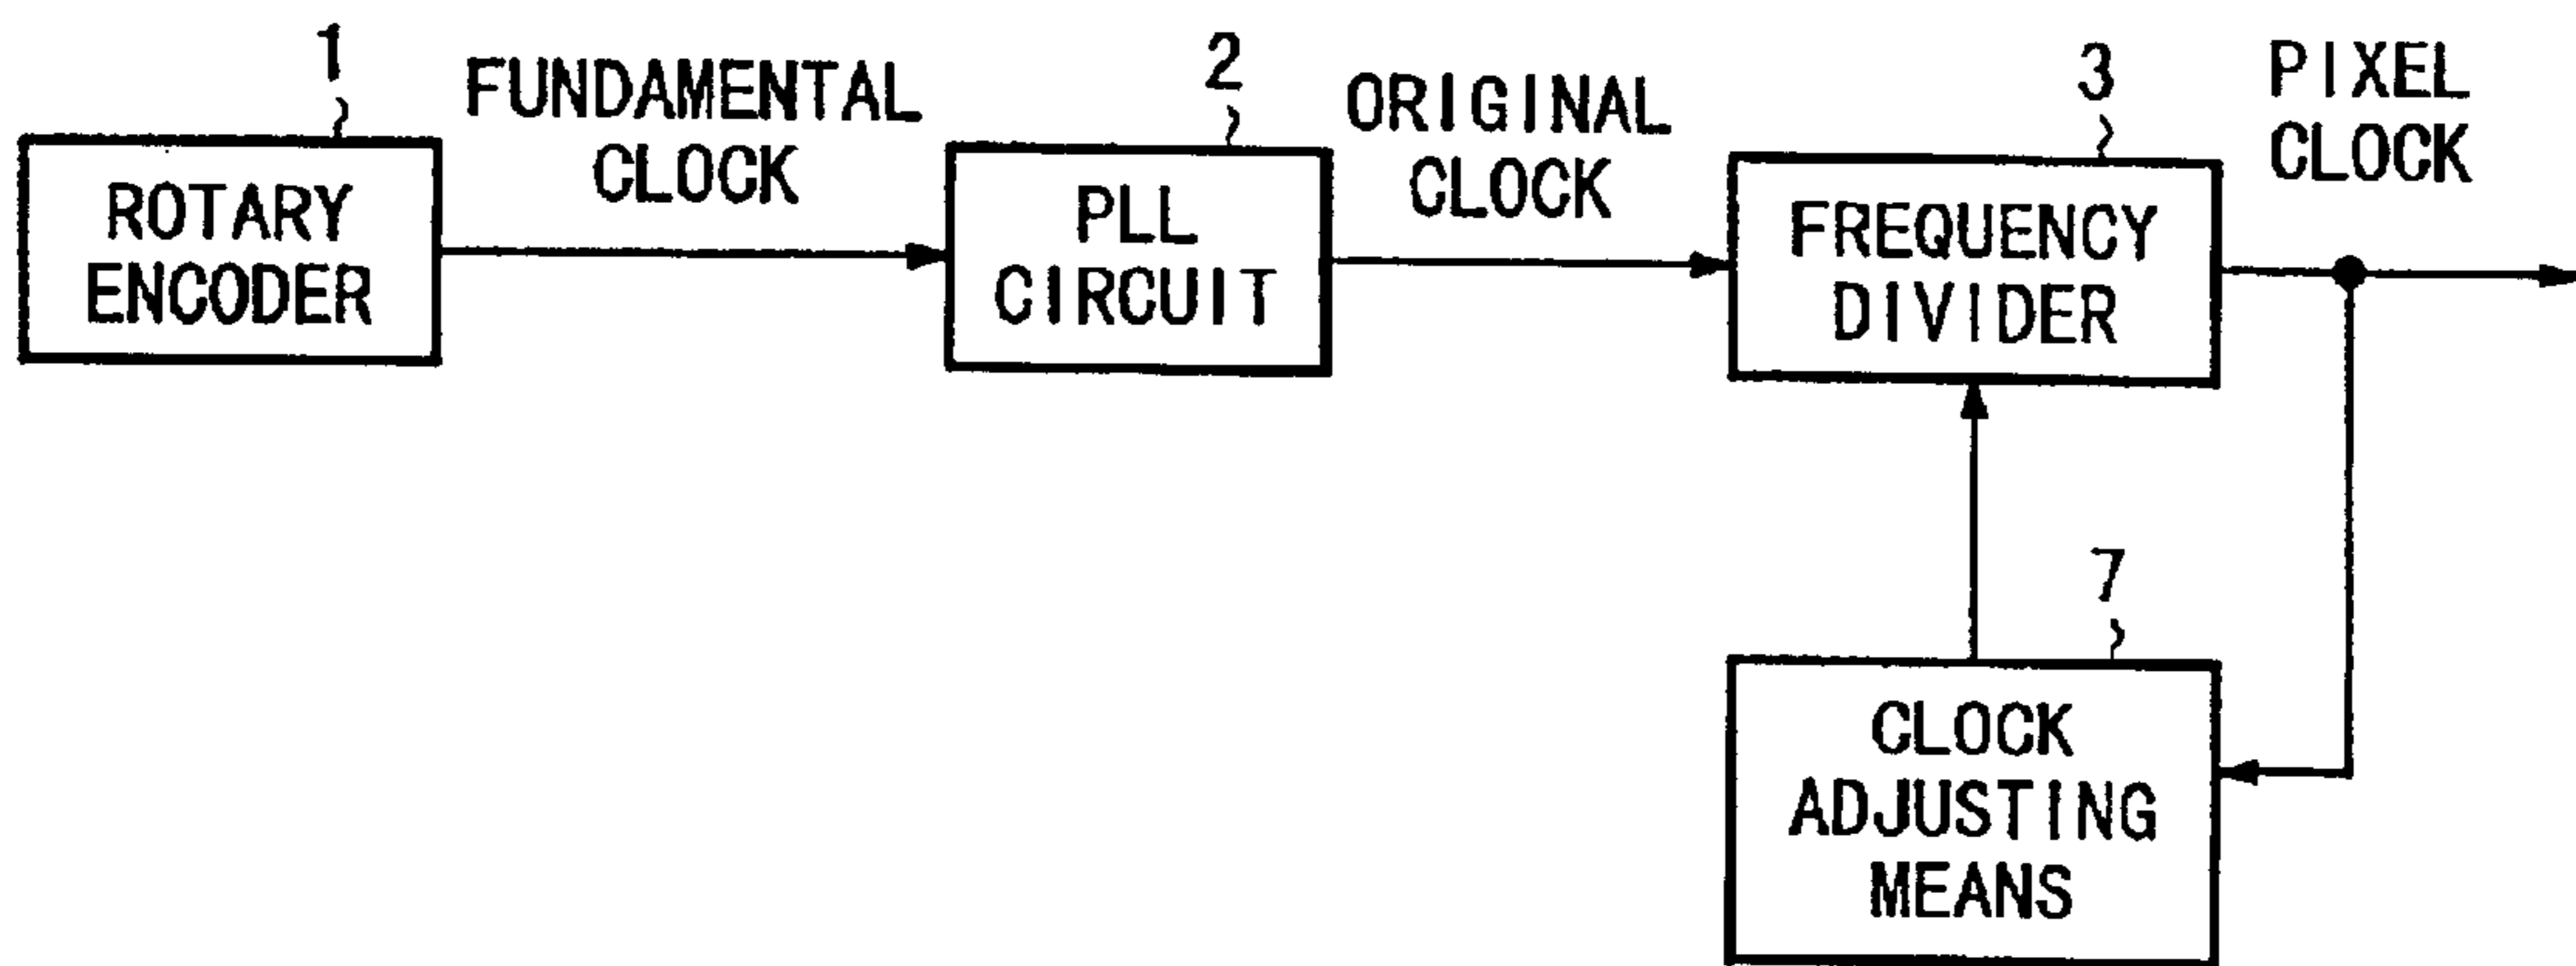 1
FUNDAMENTAL
CLOCK
2
ORIGINAL
CLOCK
3
PIXEL
CLOCK
ROTARY
ENCODER
PLL
CIRCUIT
FREQUENCY
DIVIDER
7
CLOCK
ADJUSTING
MEANS